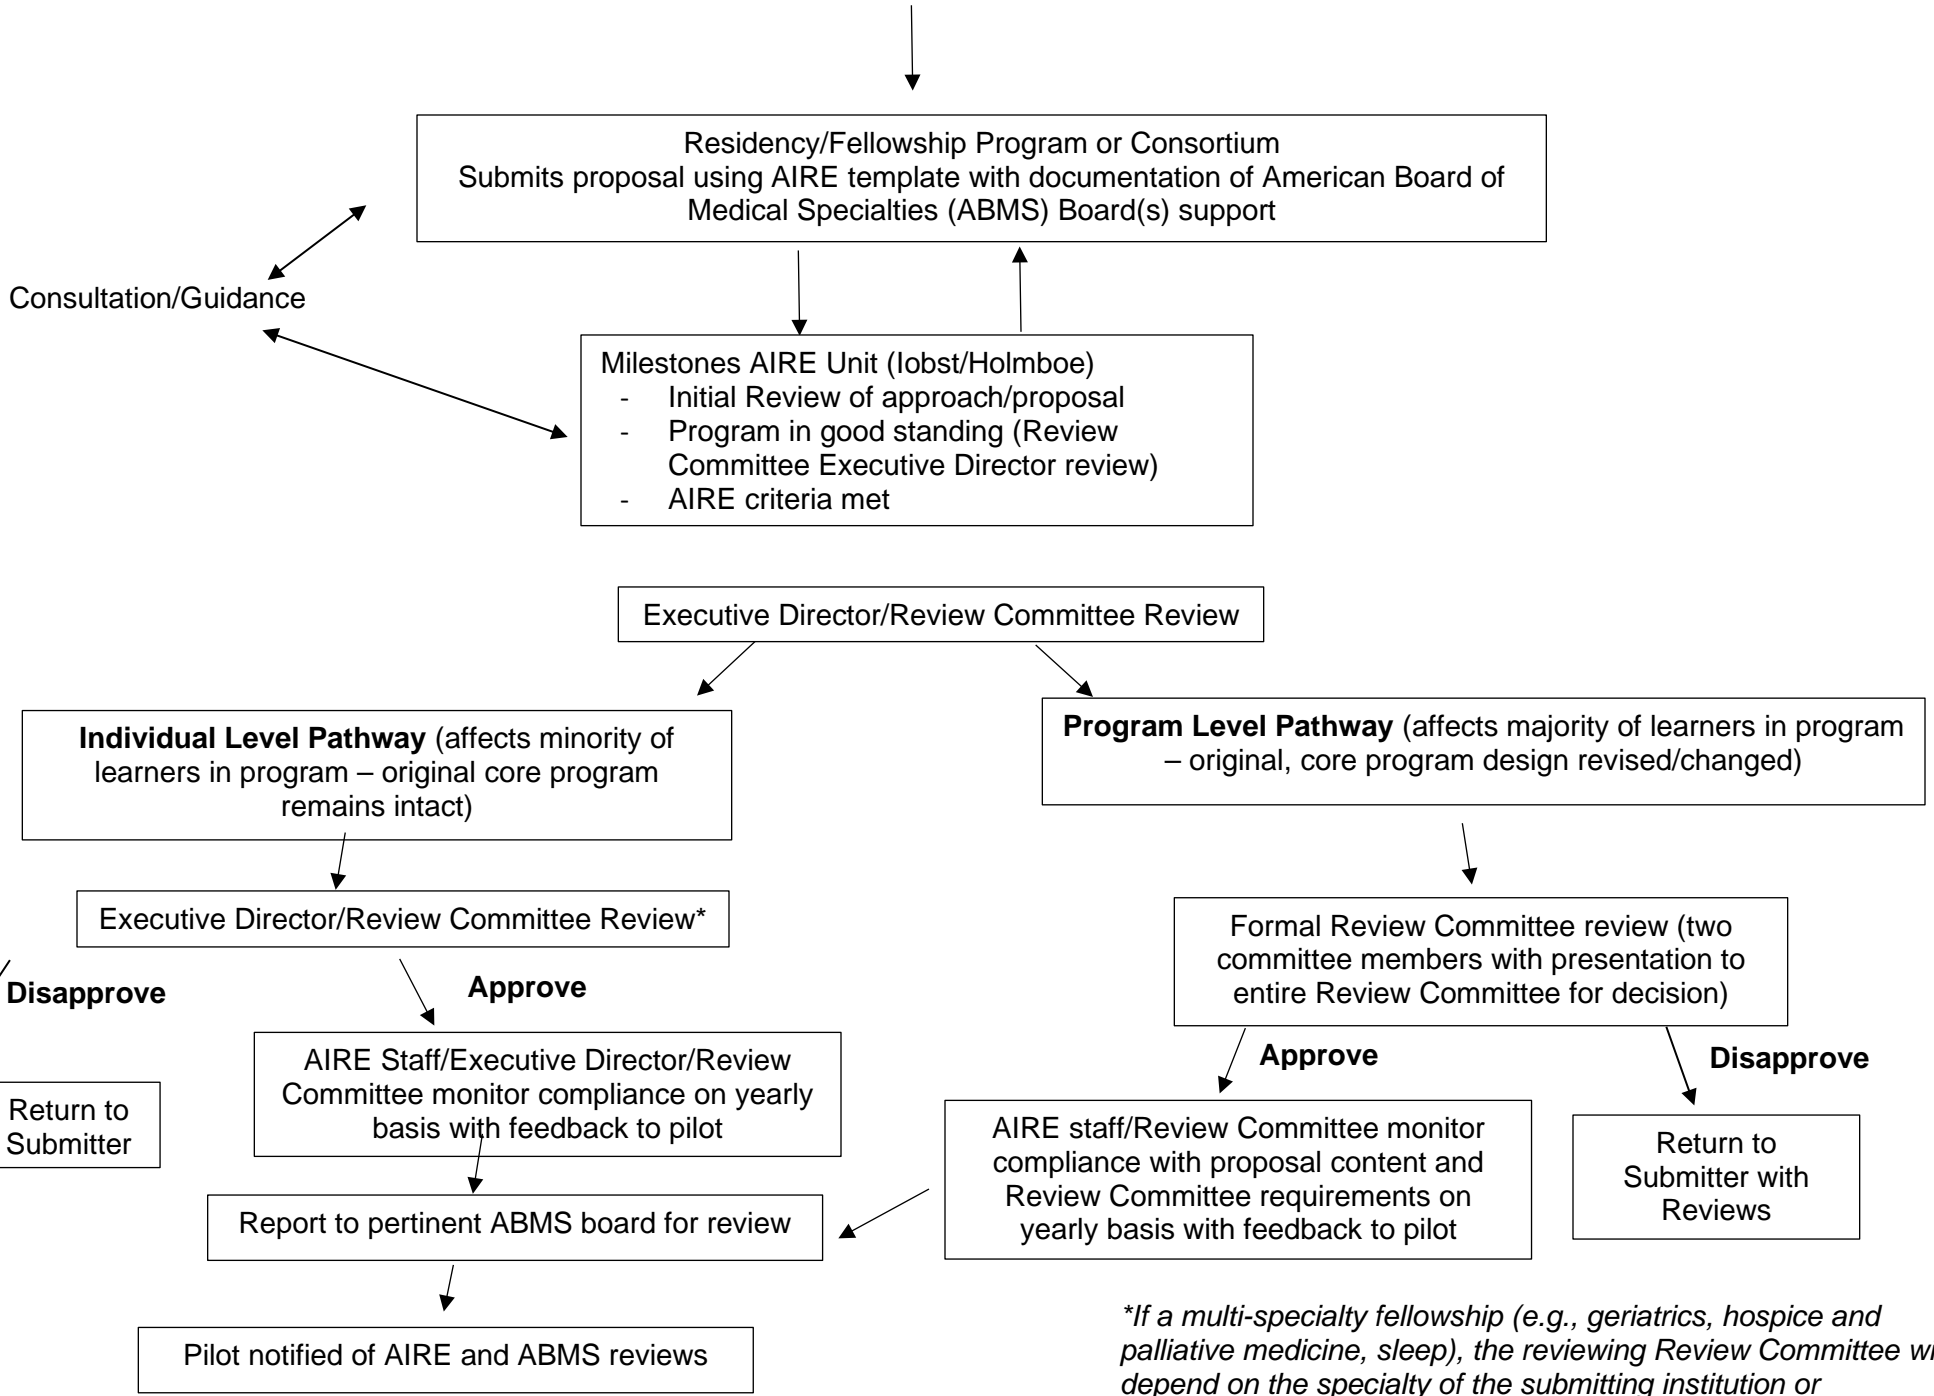 Residency/Fellowship Program or Consortium
Submits proposal using AIRE template with documentation of American Board of
Medical Specialties (ABMS) Board(s) support
Consultation/Guidance
Milestones AIRE Unit (Iobst/Holmboe)
- Initial Review of approach/proposal
- Program in good standing (Review
Committee Executive Director review)
- AIRE criteria met
Executive Director/Review Committee Review
Individual Level Pathway (affects minority of
learners in program – original core program
remains intact)
Program Level Pathway (affects majority of learners in program
– original, core program design revised/changed)
Executive Director/Review Committee Review*
Formal Review Committee review (two
committee members with presentation to
entire Review Committee for decision)
Disapprove
Approve
AIRE Staff/Executive Director/Review
Committee monitor compliance on yearly
basis with feedback to pilot
Return to
Submitter
Approve
Disapprove
AIRE staff/Review Committee monitor
compliance with proposal content and
Review Committee requirements on
yearly basis with feedback to pilot
Return to
Submitter with
Reviews
Report to pertinent ABMS board for review
Pilot notified of AIRE and ABMS reviews
*If a multi-specialty fellowship (e.g., geriatrics, hospice and
palliative medicine, sleep), the reviewing Review Committee
depend on the specialty of the submitting institution or